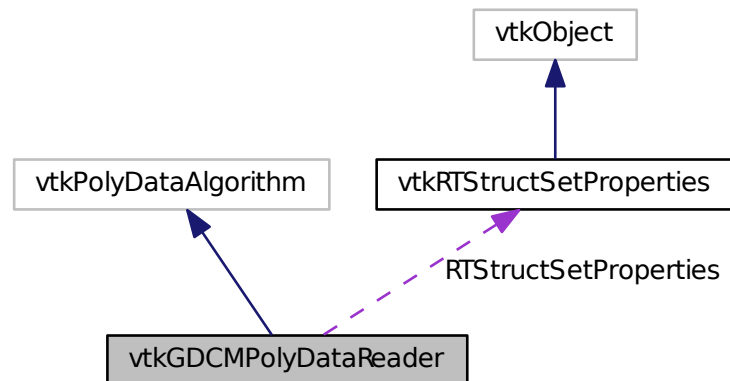 vtkObject
vtkPolyDataAlgorithm
vtkRTStructSetProperties
RTStructSetProperties
vtkGDCMPolyDataReader